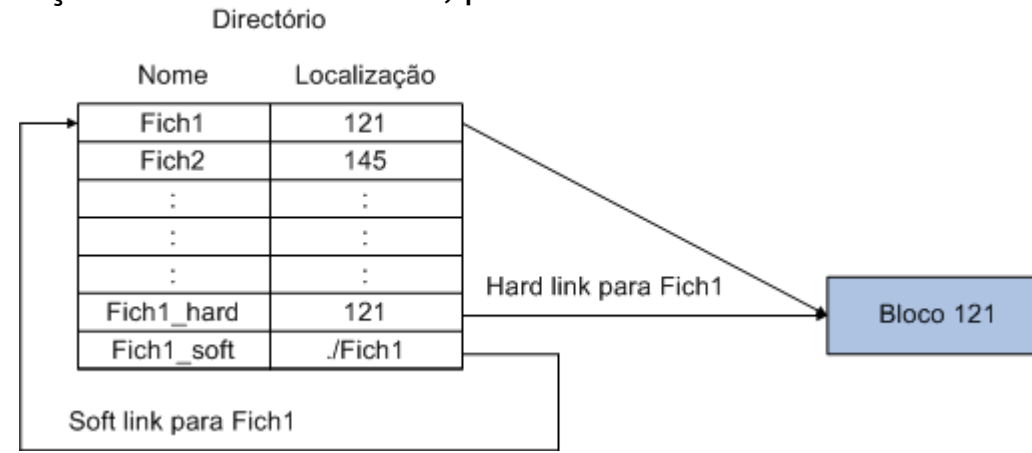 Directório
Nome Localização
Fich1 121
Fich2 145
: :
: :
: :
Fich1_hard 121
Fich1_soft ./Fich1
Hard link para Fich1
Bloco 121
Soft link para Fich1